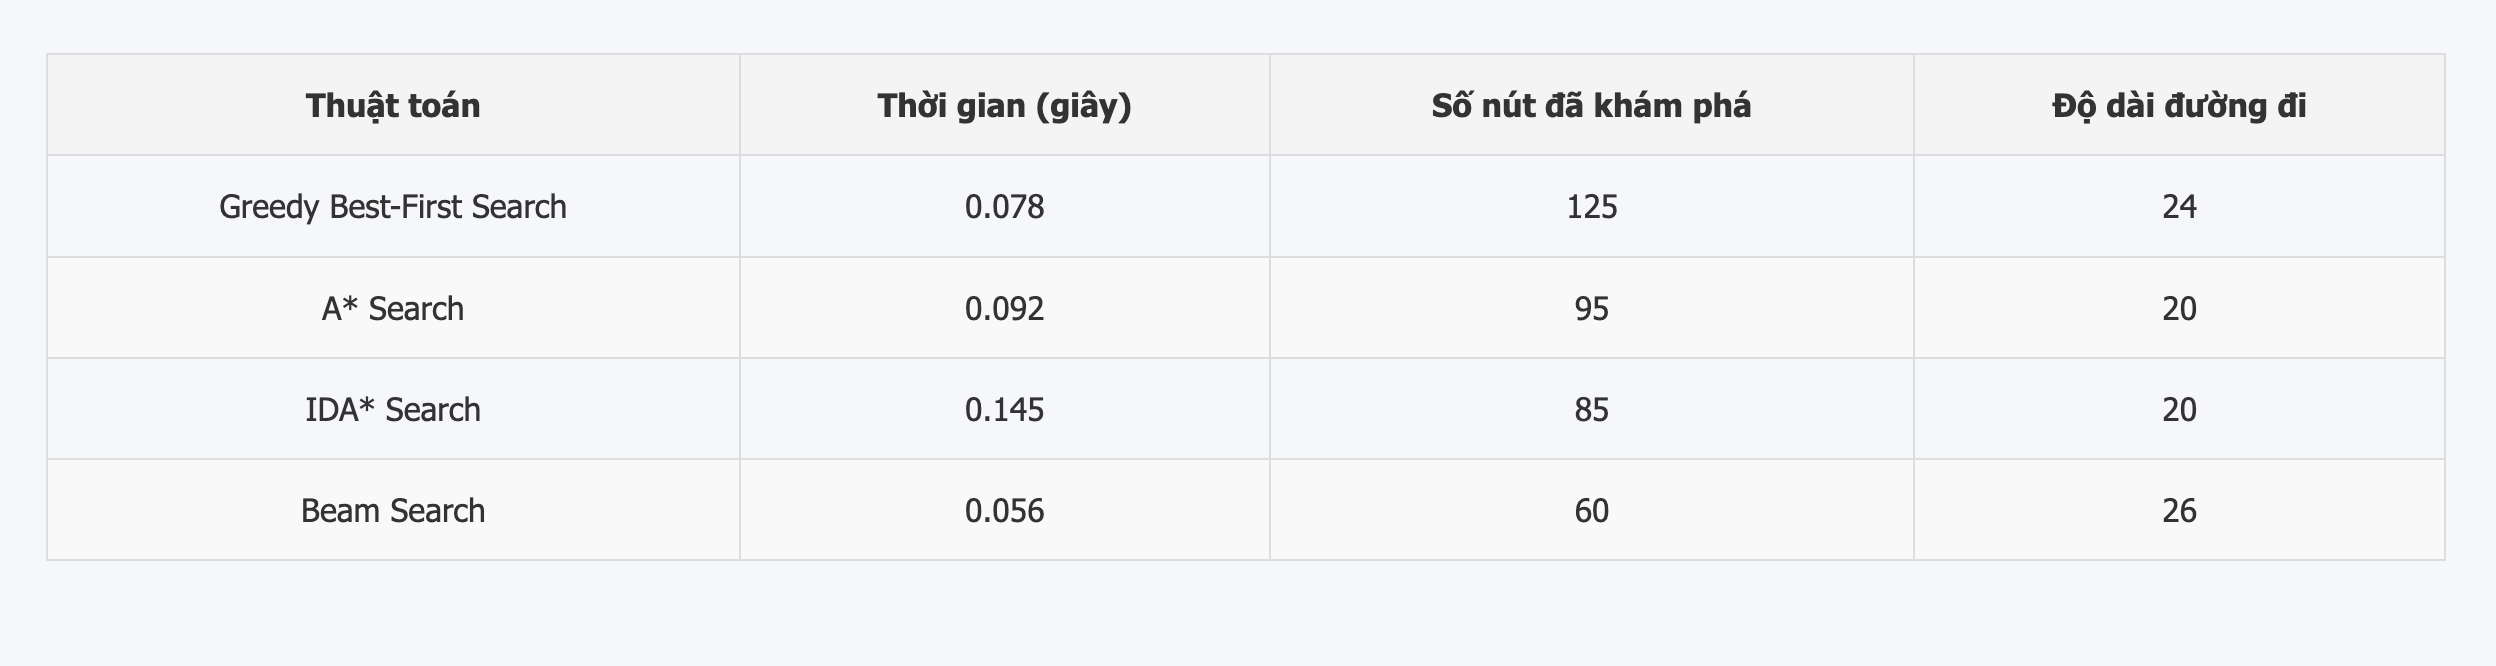 Thuật toán Thời gian (giây) Số nút đã khám phá Độ dài đường đi
Greedy Best-First Search 0.078 125 24
A* Search 0.092 95 20
IDA* Search 0.145 85 20
Beam Search 0.056 60 26